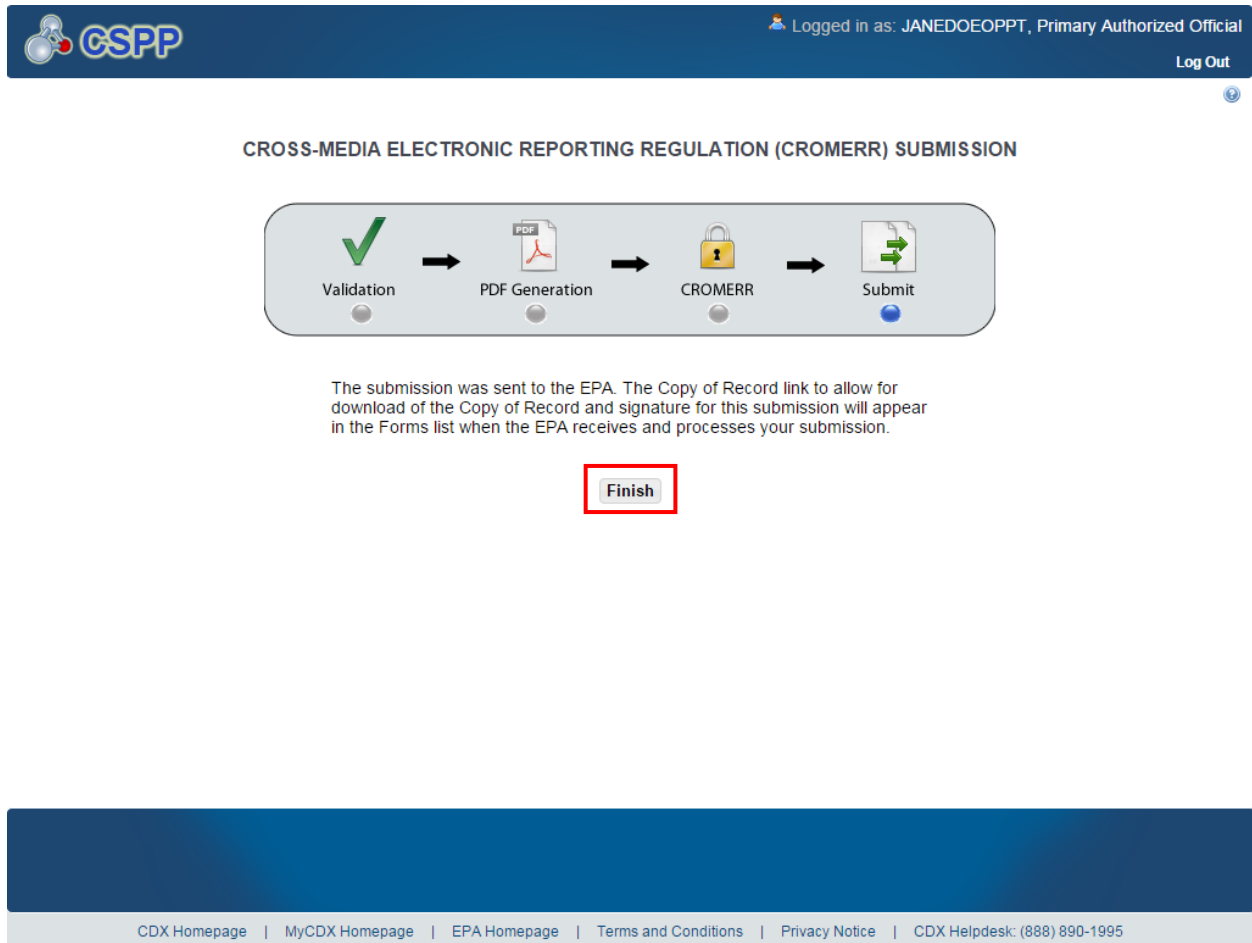 CSPP
Logged in as: JANEDOEOPPT, Primary Authorized Official
Log Out
CROSS-MEDIA ELECTRONIC REPORTING REGULATION (CROMERR) SUBMISSION
PDF
Validation PDF Generation CROMERR Submit
The submission was sent to the EPA. The Copy of Record link to allow for
download of the Copy of Record and signature for this submission will appear
in the Forms list when the EPA receives and processes your submission.
Finish
CDX Homepage | MyCDX Homepage | EPA Homepage | Terms and Conditions | Privacy Notice | CDX Helpdesk: (888) 890-1995